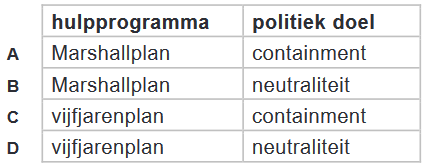 hulpprogramma politiek doel
A Marshallplan containment
B Marshallplan neutraliteit
C vijfjarenplan containment
D vijfjarenplan neutraliteit